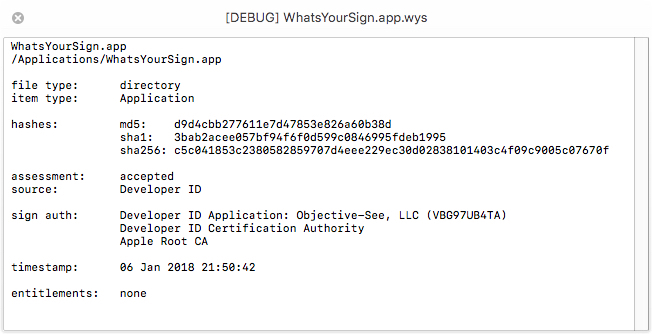 [DEBUG] WhatsYourSign.app.wys
WhatsYourSign.app
/Applications/WhatsYourSign.app
file type: directory
item type: Application
hashes: md5: d9d4cbb277611e7d47853e826a60b38d
sha1: 3bab2acee057bf94f6f0d599c0846995fdeb1995
sha256: c5c041853c2380582859707d4eee229ec30d02838101403c4f09c9005c07670f
assessment: accepted
source: Developer ID
sign auth: Developer ID Application: Objective-See, LLC (VBG97UB4TA)
Developer ID Certification Authority
Apple Root CA
timestamp: 06 Jan 2018 21:50:42
entitlements: none